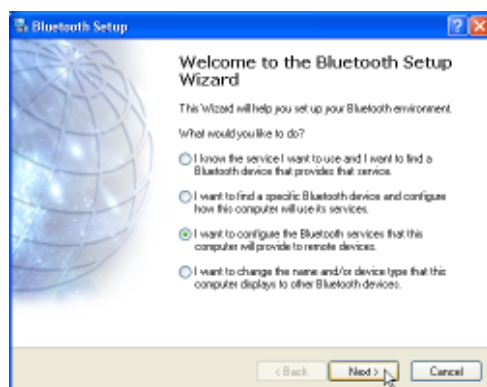 Bluetooth Setup
Welcome to the Bluetooth Setup
Wizard
This Wizard will help you set up your Bluetooth environment.
What would you like to do?
I know the service I want to use and I want to find a
Bluetooth device that provides that service.
I want to find a specific Bluetooth device and configure
how this computer will use its services.
I want to configure the Bluetooth services that this
computer will provide to remote devices.
I want to change the name and/or device type that this
computer displays to other Bluetooth devices.
< Back Next > Cancel